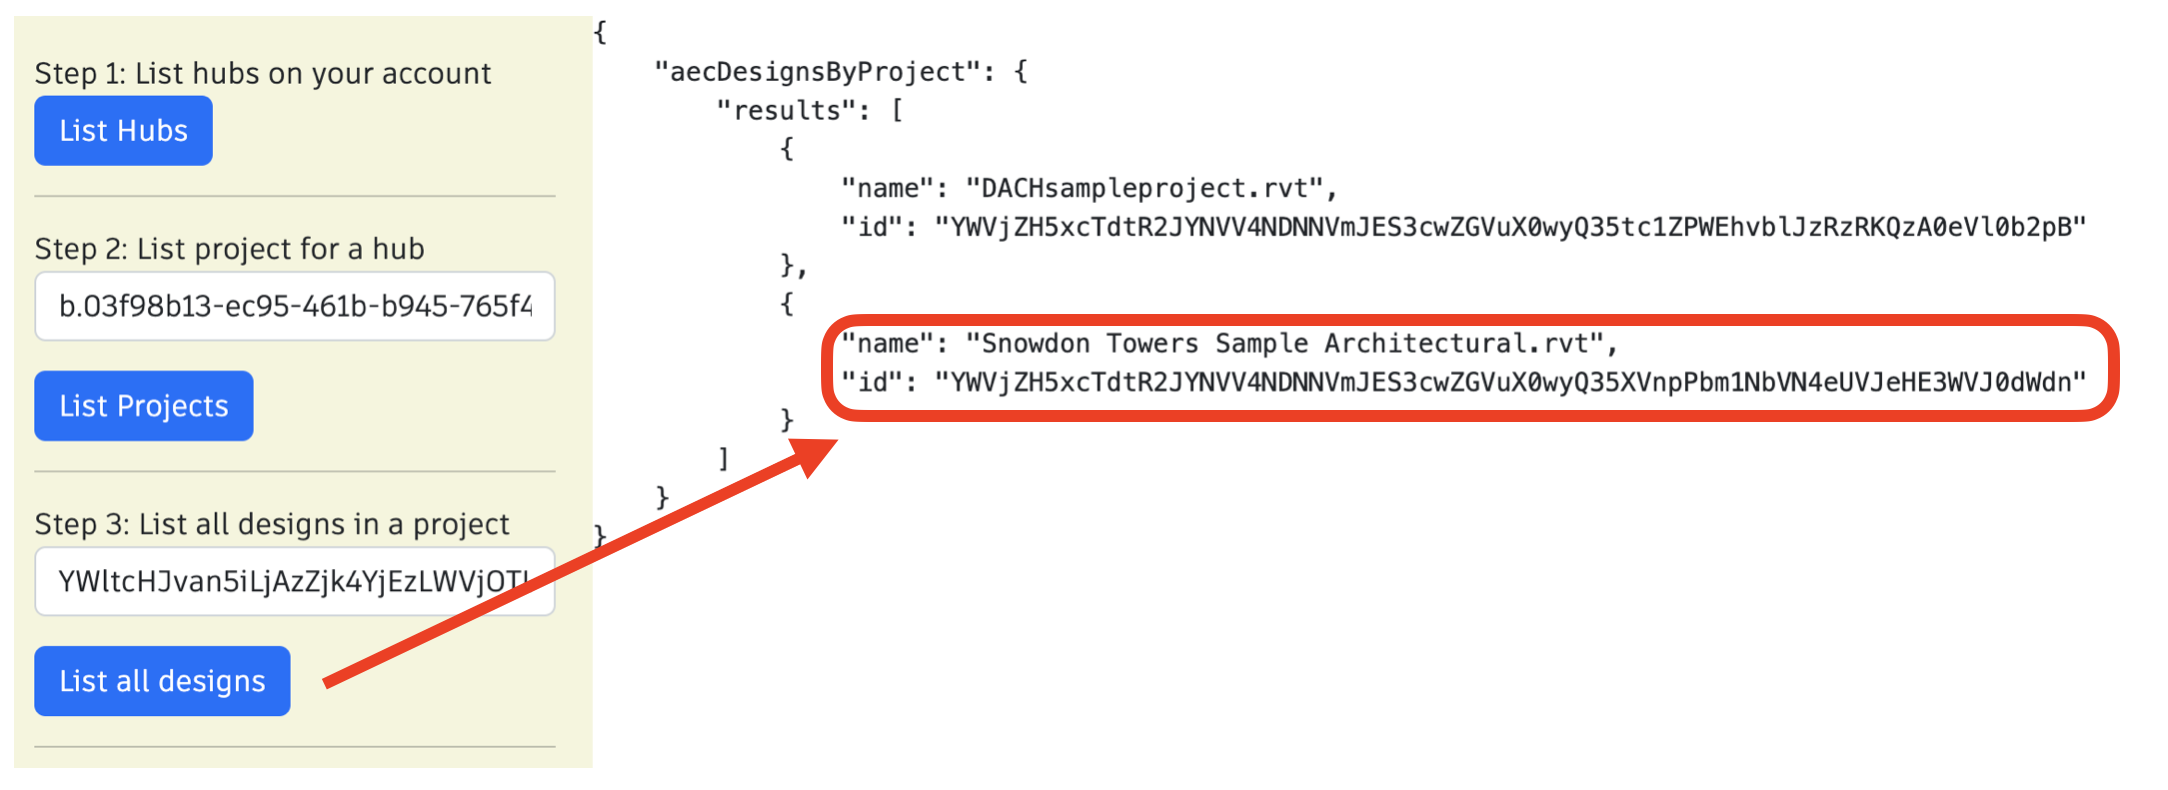 Step 1: List hubs on your account
List Hubs
Step 2: List project for a hub
b.03f98b13-ec95-461b-b945-765f4
List Projects
Step 3: List all designs in a project
YWltcHJvan5iLjAzZjk4YjEzLWVjOTI
List all designs
{
"aecDesignsByProject": {
"results": [
{
"name": "DACHsampleproject.rvt",
"id": "YWVjZH5xcTdtR2JYNVV4NDNNVmJES3cwZGVuX0wyQ35tc1ZPWEhvblJzRzRKQzA0eVl0b2pB"
},
{
"name": "Snowdon Towers Sample Architectural.rvt",
"id": "YWVjZH5xcTdtR2JYNVV4NDNNVmJES3cwZGVuX0wyQ35XVnpPbm1NbVN4eUVJeHE3WVJ0dWdn"
}
]
}
}